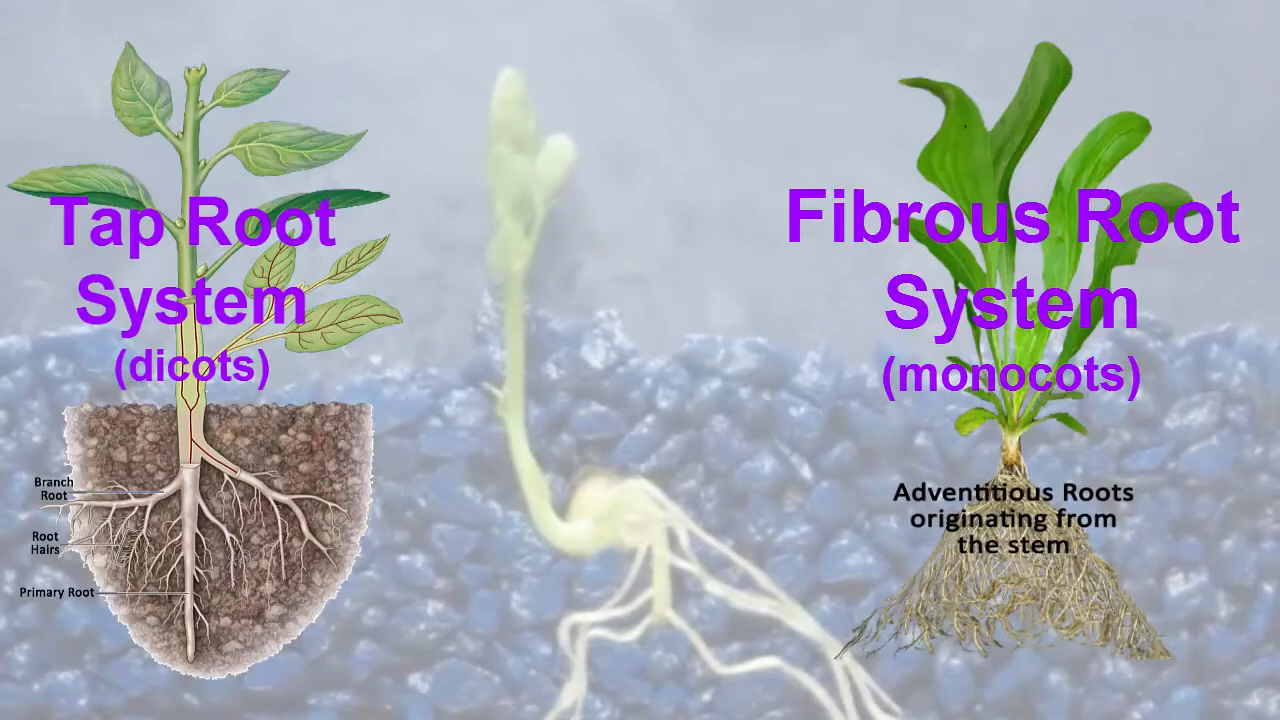 Tap Root
System
(dicots)
Branch
Root
Root
Hairs
Primary Root
Fibrous Root
System
(monocots)
Adventitious Roots
originating from
the stem